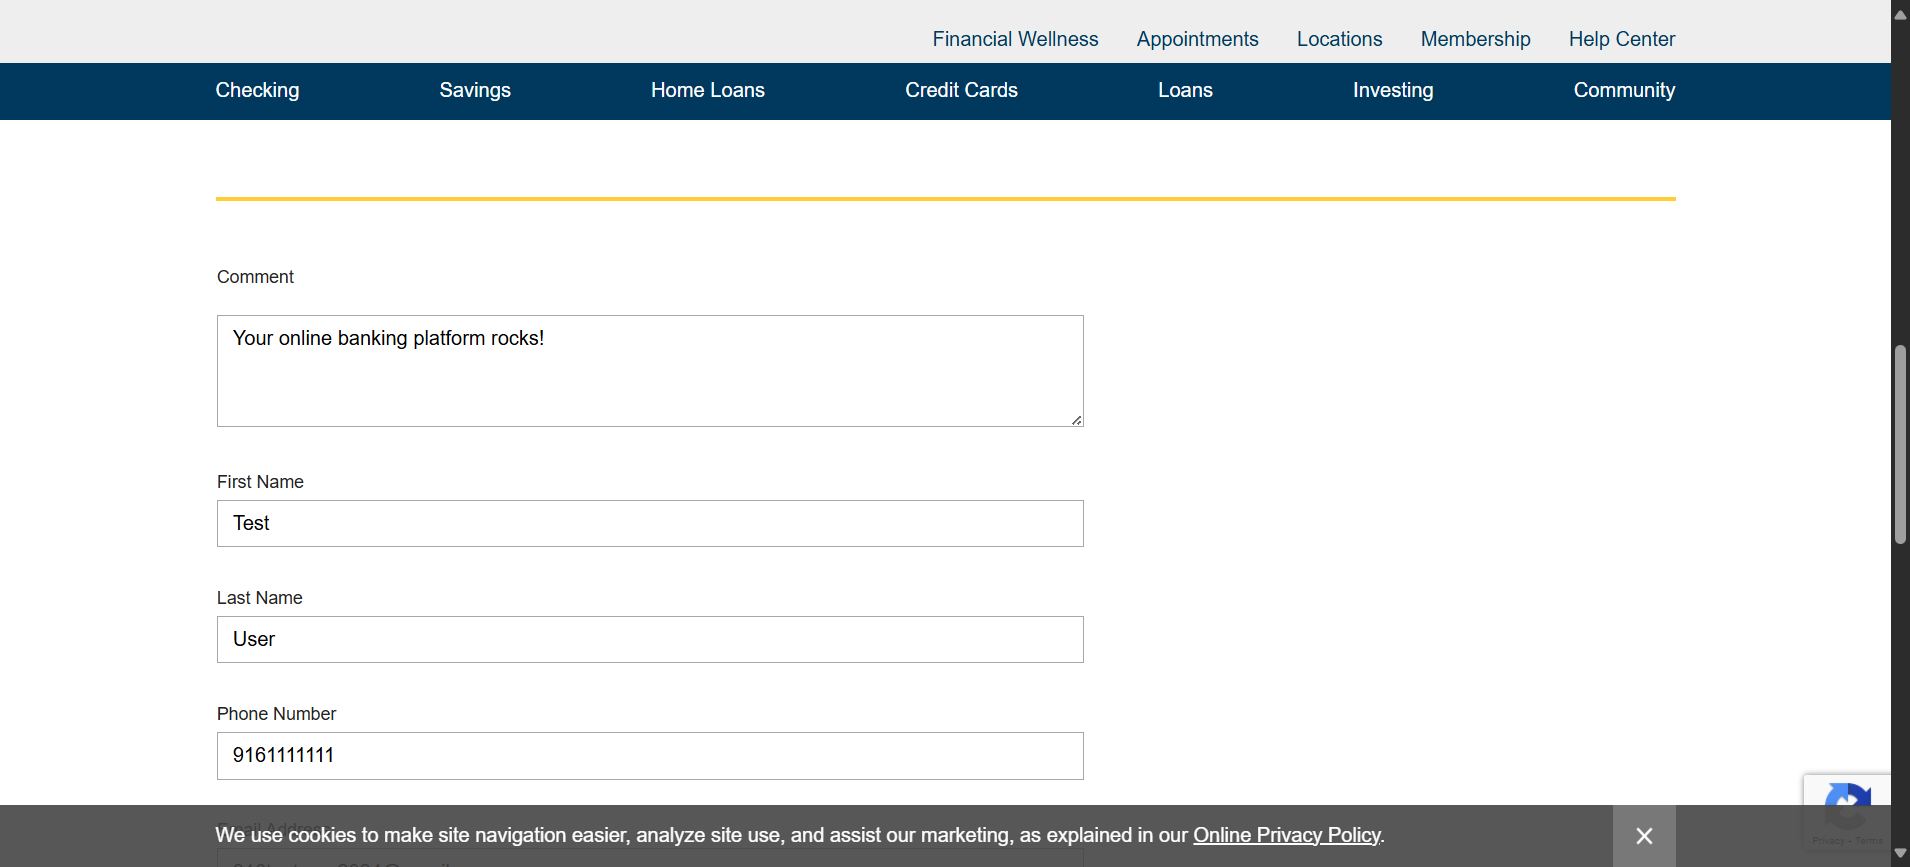 Financial Wellness Appointments Locations Membership Help Center
Checking Savings Home Loans Credit Cards Loans Investing Community
Comment
Your online banking platform rocks!
First Name
Test
Last Name
User
Phone Number
9161111111
We use cookies to make site navigation easier, analyze site use, and assist our marketing, as explained in our Online Privacy Policy.
Privacy - Terms